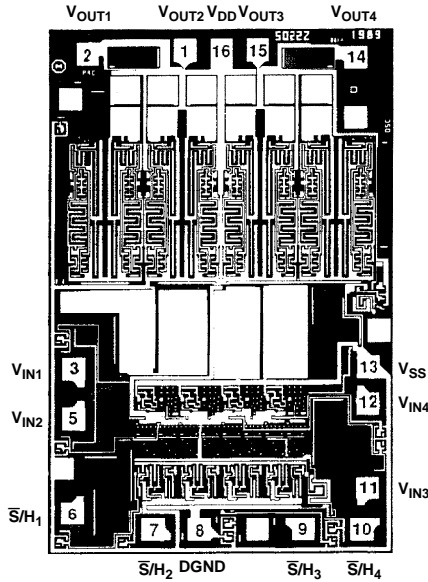 VOUT1 VOUT2 VDD VOUT3 VOUT4
5022Z 1989
2 1 16 15 14
VIN1 3 13 VSS
VIN2 5 12 VIN4
11 VIN3
S̅/H1 6
7 8 9 10
S̅/H2 DGND S̅/H3 S̅/H4